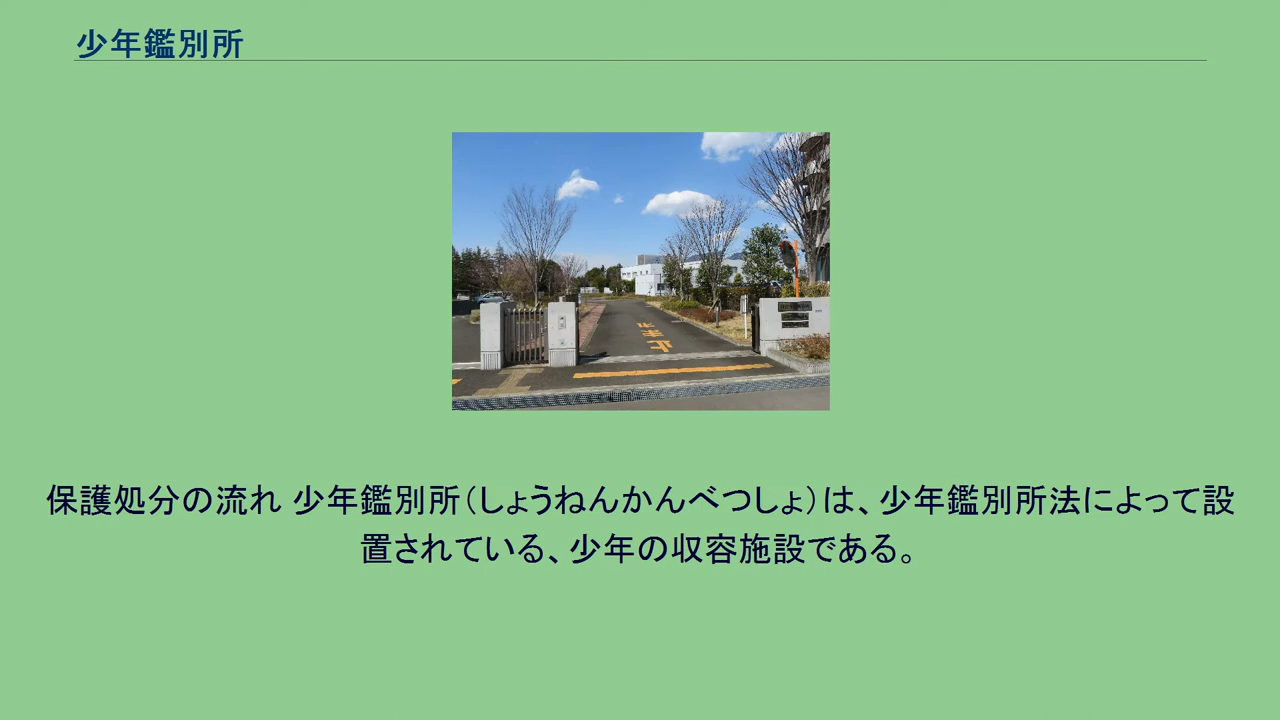 少年鑑別所
保護処分の流れ 少年鑑別所（しょうねんかんべつしょ）は、少年鑑別所法によって設
置されている、少年の収容施設である。